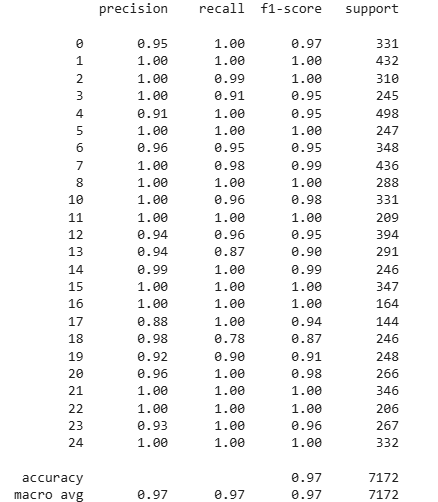 precision recall f1-score support
0 0.95 1.00 0.97 331
1 1.00 1.00 1.00 432
2 1.00 0.99 1.00 310
3 1.00 0.91 0.95 245
4 0.91 1.00 0.95 498
5 1.00 1.00 1.00 247
6 0.96 0.95 0.95 348
7 1.00 0.98 0.99 436
8 1.00 1.00 1.00 288
10 1.00 0.96 0.98 331
11 1.00 1.00 1.00 209
12 0.94 0.96 0.95 394
13 0.94 0.87 0.90 291
14 0.99 1.00 0.99 246
15 1.00 1.00 1.00 347
16 1.00 1.00 1.00 164
17 0.88 1.00 0.94 144
18 0.98 0.78 0.87 246
19 0.92 0.90 0.91 248
20 0.96 1.00 0.98 266
21 1.00 1.00 1.00 346
22 1.00 1.00 1.00 206
23 0.93 1.00 0.96 267
24 1.00 1.00 1.00 332
accuracy 0.97 7172
macro avg 0.97 0.97 0.97 7172